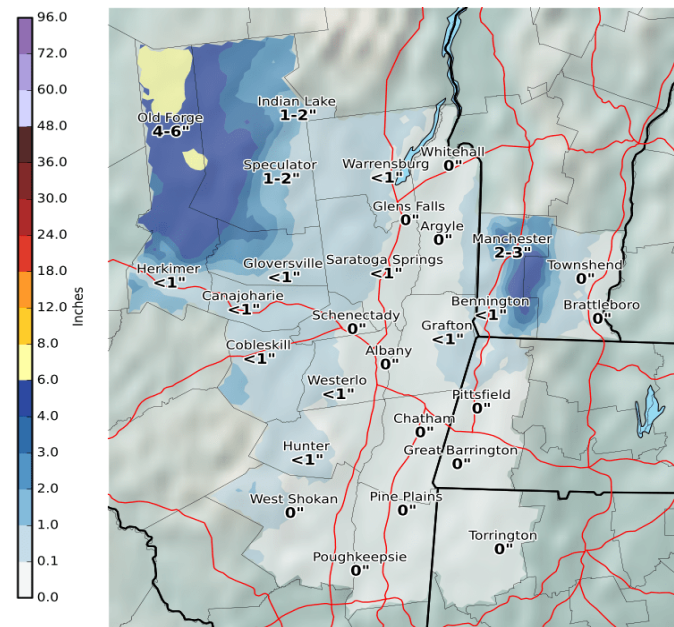 96.0
72.0
60.0
48.0
36.0
30.0
24.0
18.0
12.0
8.0
6.0
4.0
3.0
2.0
1.0
0.1
0.0
Inches
Old Forge
4-6"
Indian Lake
1-2"
Speculator
1-2"
Warrensburg
<1"
Whitehall
0"
Glens Falls
0"
Argyle
0"
Manchester
2-3"
Townshend
0"
Herkimer
<1"
Gloversville
<1"
Saratoga Springs
<1"
Canajoharie
<1"
Bennington
<1"
Brattleboro
0"
Schenectady
0"
Grafton
<1"
Cobleskill
<1"
Albany
0"
Westerlo
<1"
Pittsfield
0"
Chatham
0"
Hunter
<1"
Great Barrington
0"
West Shokan
0"
Pine Plains
0"
Torrington
0"
Poughkeepsie
0"